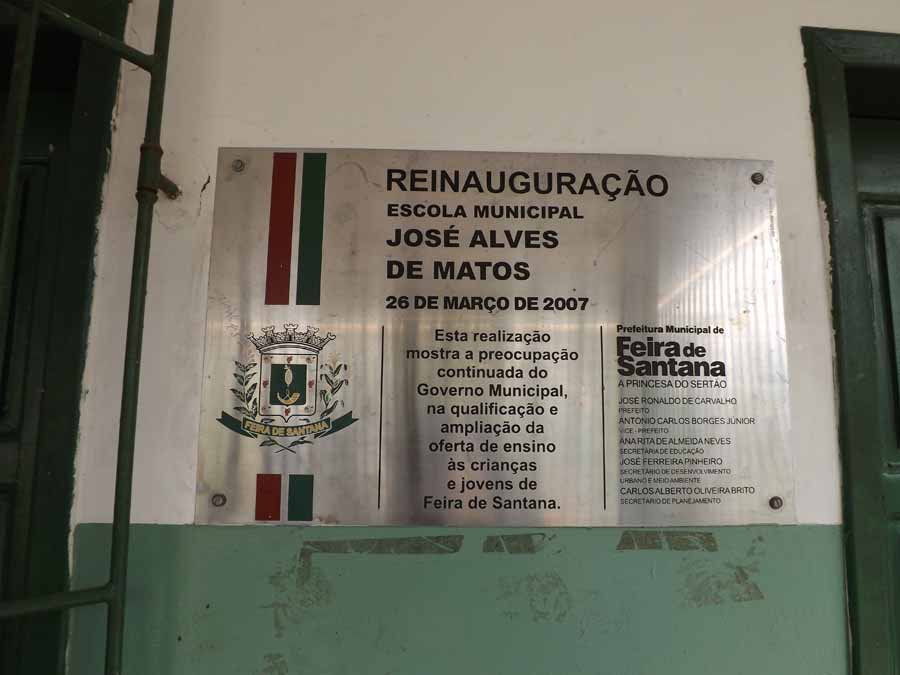 REINAUGURAÇÃO
ESCOLA MUNICIPAL
JOSÉ ALVES
DE MATOS
26 DE MARÇO DE 2007
FEIRA DE SANTANA
Esta realização
mostra a preocupação
continuada do
Governo Municipal,
na qualificação e
ampliação da
oferta de ensino
às crianças
e jovens de
Feira de Santana.
Prefeitura Municipal de
Feira de
Santana
A PRINCESA DO SERTÃO
JOSÉ RONALDO DE CARVALHO
PREFEITO
ANTONIO CARLOS BORGES JÚNIOR
VICE - PREFEITO
ANA RITA DE ALMEIDA NEVES
SECRETÁRIA DE EDUCAÇÃO
JOSÉ FERREIRA PINHEIRO
SECRETÁRIO DE DESENVOLVIMENTO
URBANO E MEIO AMBIENTE
CARLOS ALBERTO OLIVEIRA BRITO
SECRETÁRIO DE PLANEJAMENTO